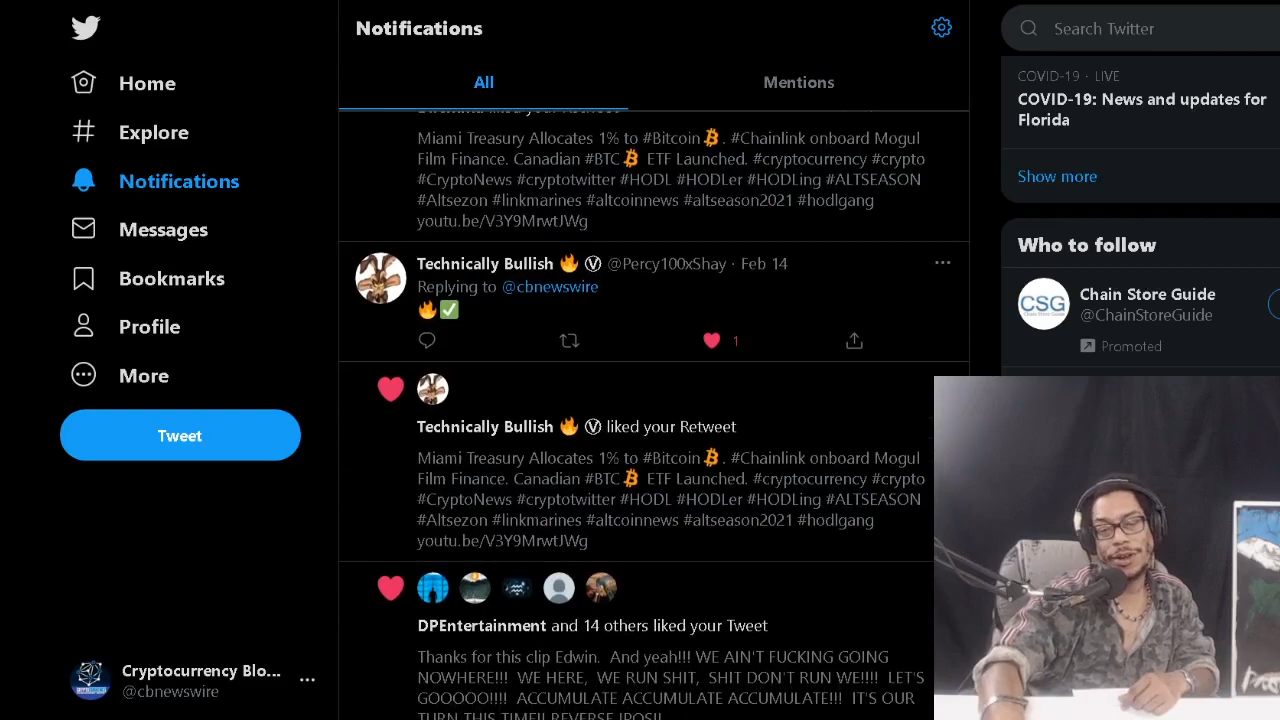 Home
Explore
Notifications
Messages
Bookmarks
Profile
More
Tweet
Cryptocurrency Blo...
@cbnewswire
Notifications
All
Mentions
Miami Treasury Allocates 1% to #Bitcoin . #Chainlink onboard Mogul
Film Finance. Canadian #BTC ETF Launched. #cryptocurrency #crypto
#CryptoNews #cryptotwitter #HODL #HODLer #HODLing #ALTSEASON
#Altsezon #linkmarines #altcoinnews #altseason2021 #hodlgang
youtu.be/V3Y9MrwtJWg
Technically Bullish 🔥 Ⓥ @Percy100xShay · Feb 14
Replying to @cbnewswire
🔥✅
1
Technically Bullish 🔥 Ⓥ liked your Retweet
Miami Treasury Allocates 1% to #Bitcoin . #Chainlink onboard Mogul
Film Finance. Canadian #BTC ETF Launched. #cryptocurrency #crypto
#CryptoNews #cryptotwitter #HODL #HODLer #HODLing #ALTSEASON
#Altsezon #linkmarines #altcoinnews #altseason2021 #hodlgang
youtu.be/V3Y9MrwtJWg
DPEntertainment and 14 others liked your Tweet
Thanks for this clip Edwin. And yeah!!! WE AIN'T FUCKING GOING
NOWHERE!!! WE HERE, WE RUN SHIT, SHIT DON'T RUN WE!!!! LET'S
GOOOOO!!!! ACCUMULATE ACCUMULATE ACCUMULATE!!! IT'S OUR
TURN THIS TIME!! REVERSE IPOS!!
Search Twitter
COVID-19 · LIVE
COVID-19: News and updates for
Florida
Show more
Who to follow
CSG
Chain Store Guide
@ChainStoreGuide
Promoted